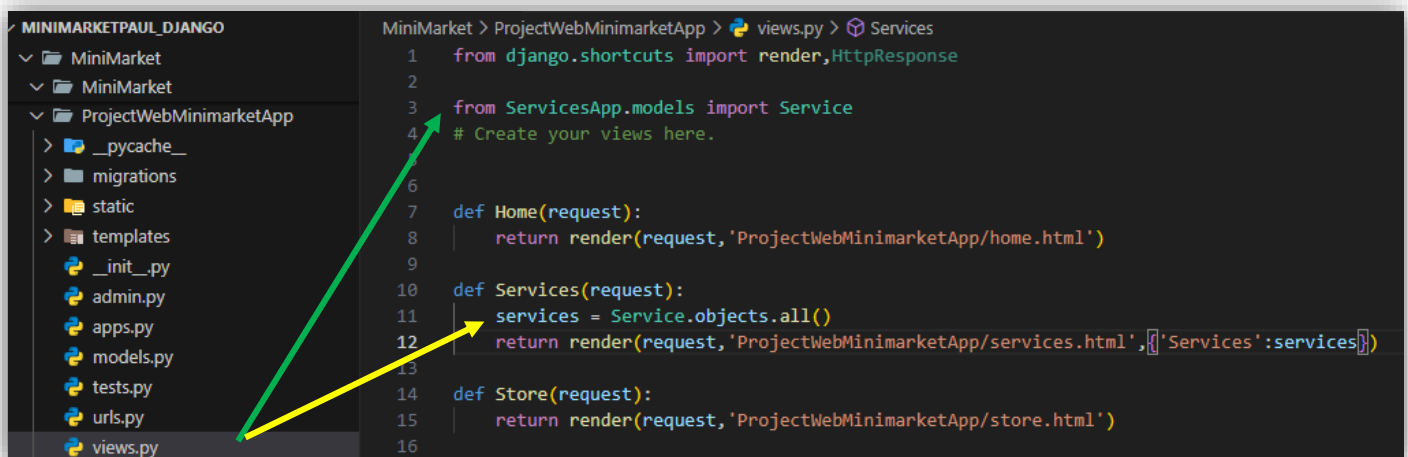 MINIMARKETPAUL_DJANGO
MiniMarket
MiniMarket
ProjectWebMinimarketApp
__pycache__
migrations
static
templates
__init__.py
admin.py
apps.py
models.py
tests.py
urls.py
views.py
MiniMarket > ProjectWebMinimarketApp > views.py > Services
1 from django.shortcuts import render,HttpResponse
2
3 from ServicesApp.models import Service
4 # Create your views here.
5
6
7 def Home(request):
8 return render(request,'ProjectWebMinimarketApp/home.html')
9
10 def Services(request):
11 services = Service.objects.all()
12 return render(request,'ProjectWebMinimarketApp/services.html',{'Services':services})
13
14 def Store(request):
15 return render(request,'ProjectWebMinimarketApp/store.html')
16